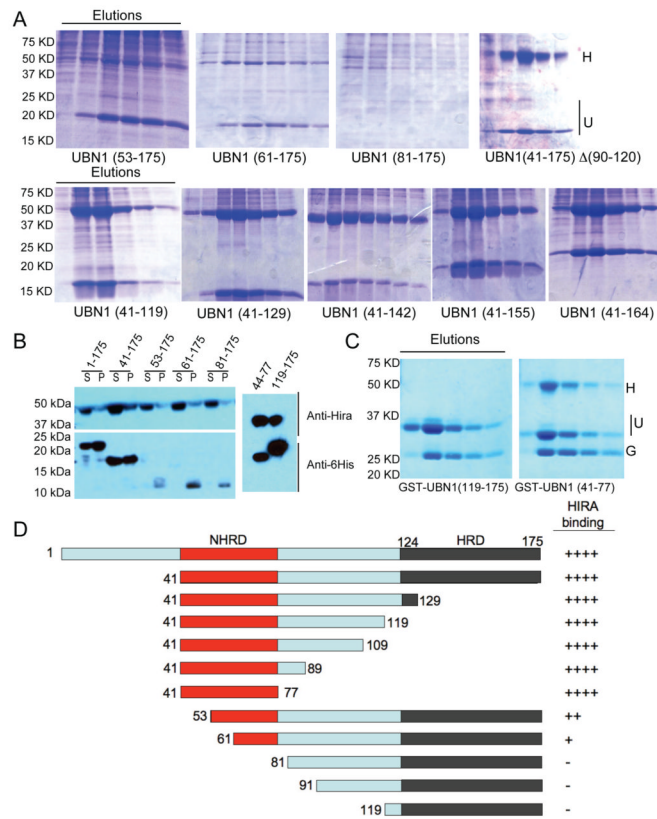 A
Elutions
75 KD
50 KD
37 KD
25 KD
20 KD
15 KD
H
U
UBN1 (53-175)
UBN1 (61-175)
UBN1 (81-175)
UBN1(41-175) Δ(90-120)
Elutions
75 KD
50 KD
37 KD
25 KD
20 KD
15 KD
UBN1 (41-119)
UBN1 (41-129)
UBN1 (41-142)
UBN1 (41-155)
UBN1 (41-164)
B
1-175 41-175 53-175 61-175 81-175 44-77 119-175
S P S P S P S P S P
50 kDa
37 kDa
25 kDa
20 kDa
15 kDa
10 kDa
Anti-Hira
Anti-6His
C
Elutions
75 KD
50 KD
37 KD
25 KD
20 KD
H
U
G
GST-UBN1(119-175)
GST-UBN1 (41-77)
D
HIRA
binding
NHRD 124 HRD 175
1 ++++
41 ++++
41 129 ++++
41 119 ++++
41 109 ++++
41 89 ++++
41 77 ++++
53 ++
61 +
81 -
91 -
119 -